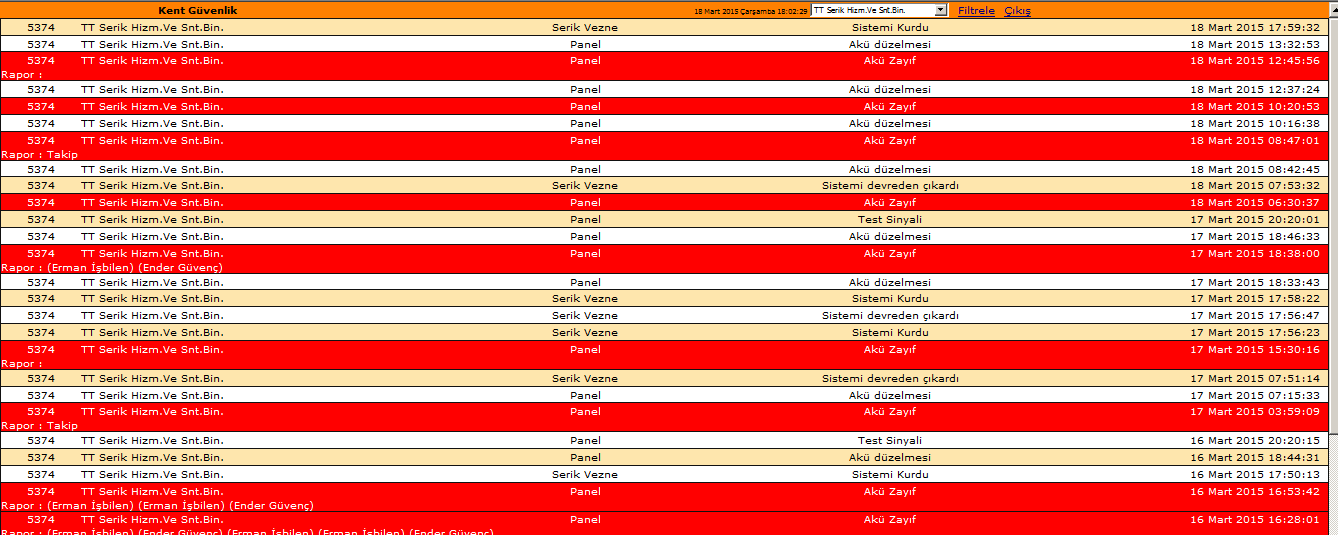 Kent Güvenlik 18 Mart 2015 Çarşamba 18:02:29 TT Serik Hizm.Ve Snt.Bin. Filtrele Çıkış
5374 TT Serik Hizm.Ve Snt.Bin. Serik Vezne Sistemi Kurdu 18 Mart 2015 17:59:32
5374 TT Serik Hizm.Ve Snt.Bin. Panel Akü düzelmesi 18 Mart 2015 13:32:53
5374 TT Serik Hizm.Ve Snt.Bin. Panel Akü Zayıf 18 Mart 2015 12:45:56
Rapor :
5374 TT Serik Hizm.Ve Snt.Bin. Panel Akü düzelmesi 18 Mart 2015 12:37:24
5374 TT Serik Hizm.Ve Snt.Bin. Panel Akü Zayıf 18 Mart 2015 10:20:53
5374 TT Serik Hizm.Ve Snt.Bin. Panel Akü düzelmesi 18 Mart 2015 10:16:38
5374 TT Serik Hizm.Ve Snt.Bin. Panel Akü Zayıf 18 Mart 2015 08:47:01
Rapor : Takip
5374 TT Serik Hizm.Ve Snt.Bin. Panel Akü düzelmesi 18 Mart 2015 08:42:45
5374 TT Serik Hizm.Ve Snt.Bin. Serik Vezne Sistemi devreden çıkardı 18 Mart 2015 07:53:32
5374 TT Serik Hizm.Ve Snt.Bin. Panel Akü Zayıf 18 Mart 2015 06:30:37
5374 TT Serik Hizm.Ve Snt.Bin. Panel Test Sinyali 17 Mart 2015 20:20:01
5374 TT Serik Hizm.Ve Snt.Bin. Panel Akü düzelmesi 17 Mart 2015 18:46:33
5374 TT Serik Hizm.Ve Snt.Bin. Panel Akü Zayıf 17 Mart 2015 18:38:00
Rapor : (Erman İşbilen) (Ender Güvenç)
5374 TT Serik Hizm.Ve Snt.Bin. Panel Akü düzelmesi 17 Mart 2015 18:33:43
5374 TT Serik Hizm.Ve Snt.Bin. Serik Vezne Sistemi Kurdu 17 Mart 2015 17:58:22
5374 TT Serik Hizm.Ve Snt.Bin. Serik Vezne Sistemi devreden çıkardı 17 Mart 2015 17:56:47
5374 TT Serik Hizm.Ve Snt.Bin. Serik Vezne Sistemi Kurdu 17 Mart 2015 17:56:23
5374 TT Serik Hizm.Ve Snt.Bin. Panel Akü Zayıf 17 Mart 2015 15:30:16
Rapor :
5374 TT Serik Hizm.Ve Snt.Bin. Serik Vezne Sistemi devreden çıkardı 17 Mart 2015 07:51:14
5374 TT Serik Hizm.Ve Snt.Bin. Panel Akü düzelmesi 17 Mart 2015 07:15:33
5374 TT Serik Hizm.Ve Snt.Bin. Panel Akü Zayıf 17 Mart 2015 03:59:09
Rapor : Takip
5374 TT Serik Hizm.Ve Snt.Bin. Panel Test Sinyali 16 Mart 2015 20:20:15
5374 TT Serik Hizm.Ve Snt.Bin. Panel Akü düzelmesi 16 Mart 2015 18:44:31
5374 TT Serik Hizm.Ve Snt.Bin. Serik Vezne Sistemi Kurdu 16 Mart 2015 17:50:13
5374 TT Serik Hizm.Ve Snt.Bin. Panel Akü Zayıf 16 Mart 2015 16:53:42
Rapor : (Erman İşbilen) (Erman İşbilen) (Ender Güvenç)
5374 TT Serik Hizm.Ve Snt.Bin. Panel Akü Zayıf 16 Mart 2015 16:28:01
Rapor : (Erman İşbilen) (Ender Güvenç) (Erman İşbilen) (Erman İşbilen) (Ender Güvenç)